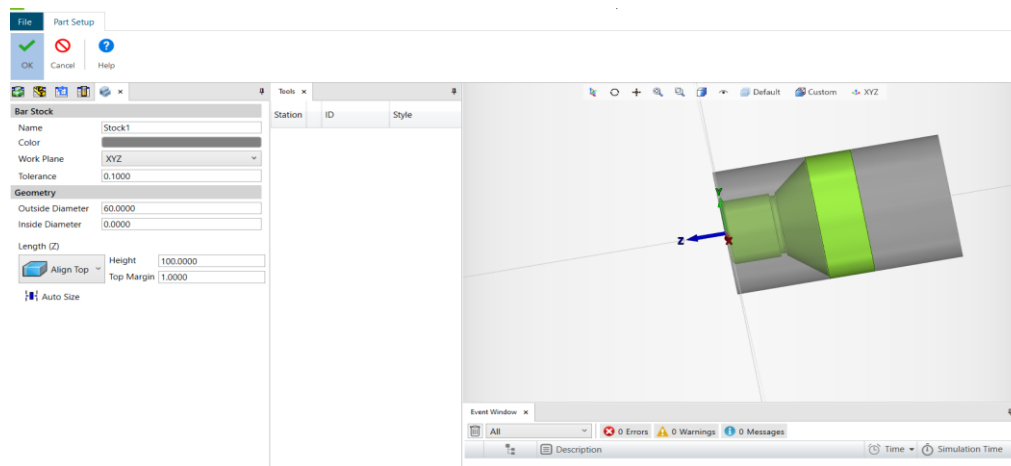 File Part Setup
OK Cancel Help
Tools
Default Custom XYZ
Bar Stock
Station ID Style
Name Stock1
Color
Work Plane XYZ
Tolerance 0.1000
Geometry
Outside Diameter 60.0000
Inside Diameter 0.0000
Length (Z)
Align Top Height 100.0000
Top Margin 1.0000
Auto Size
Y
Z X
Event Window
All 0 Errors 0 Warnings 0 Messages
Description Time Simulation Time